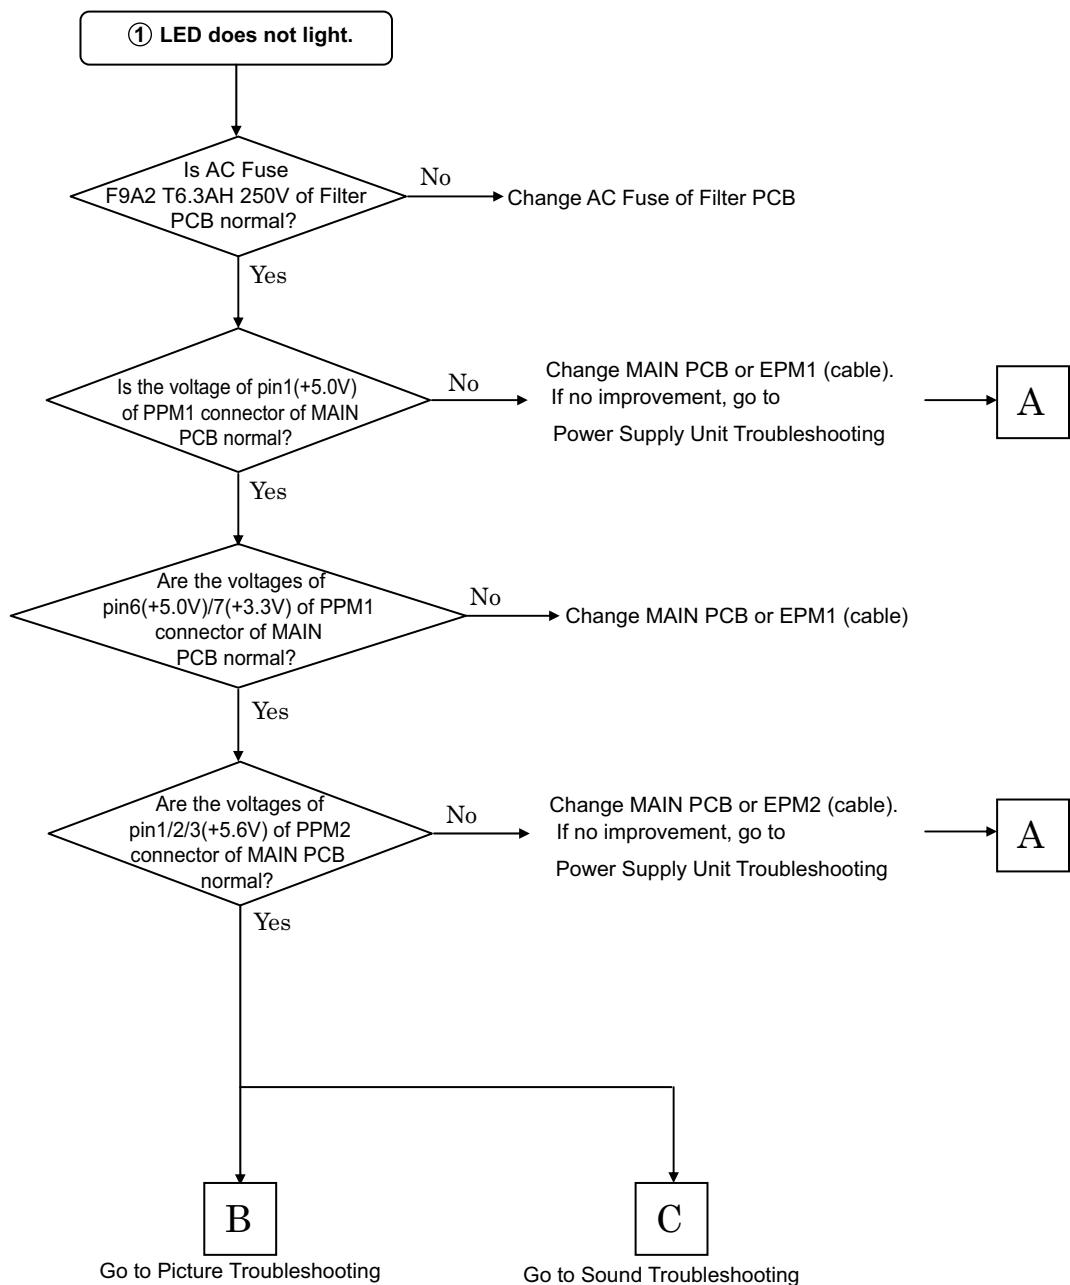 ① LED does not light.
Is AC Fuse
F9A2 T6.3AH 250V of Filter
PCB normal?
No
Change AC Fuse of Filter PCB
Yes
Is the voltage of pin1(+5.0V)
of PPM1 connector of MAIN
PCB normal?
No
Change MAIN PCB or EPM1 (cable).
If no improvement, go to
Power Supply Unit Troubleshooting
A
Yes
Are the voltages of
pin6(+5.0V)/7(+3.3V) of PPM1
connector of MAIN
PCB normal?
No
Change MAIN PCB or EPM1 (cable)
Yes
Are the voltages of
pin1/2/3(+5.6V) of PPM2
connector of MAIN PCB
normal?
No
Change MAIN PCB or EPM2 (cable).
If no improvement, go to
Power Supply Unit Troubleshooting
A
Yes
B
Go to Picture Troubleshooting
C
Go to Sound Troubleshooting